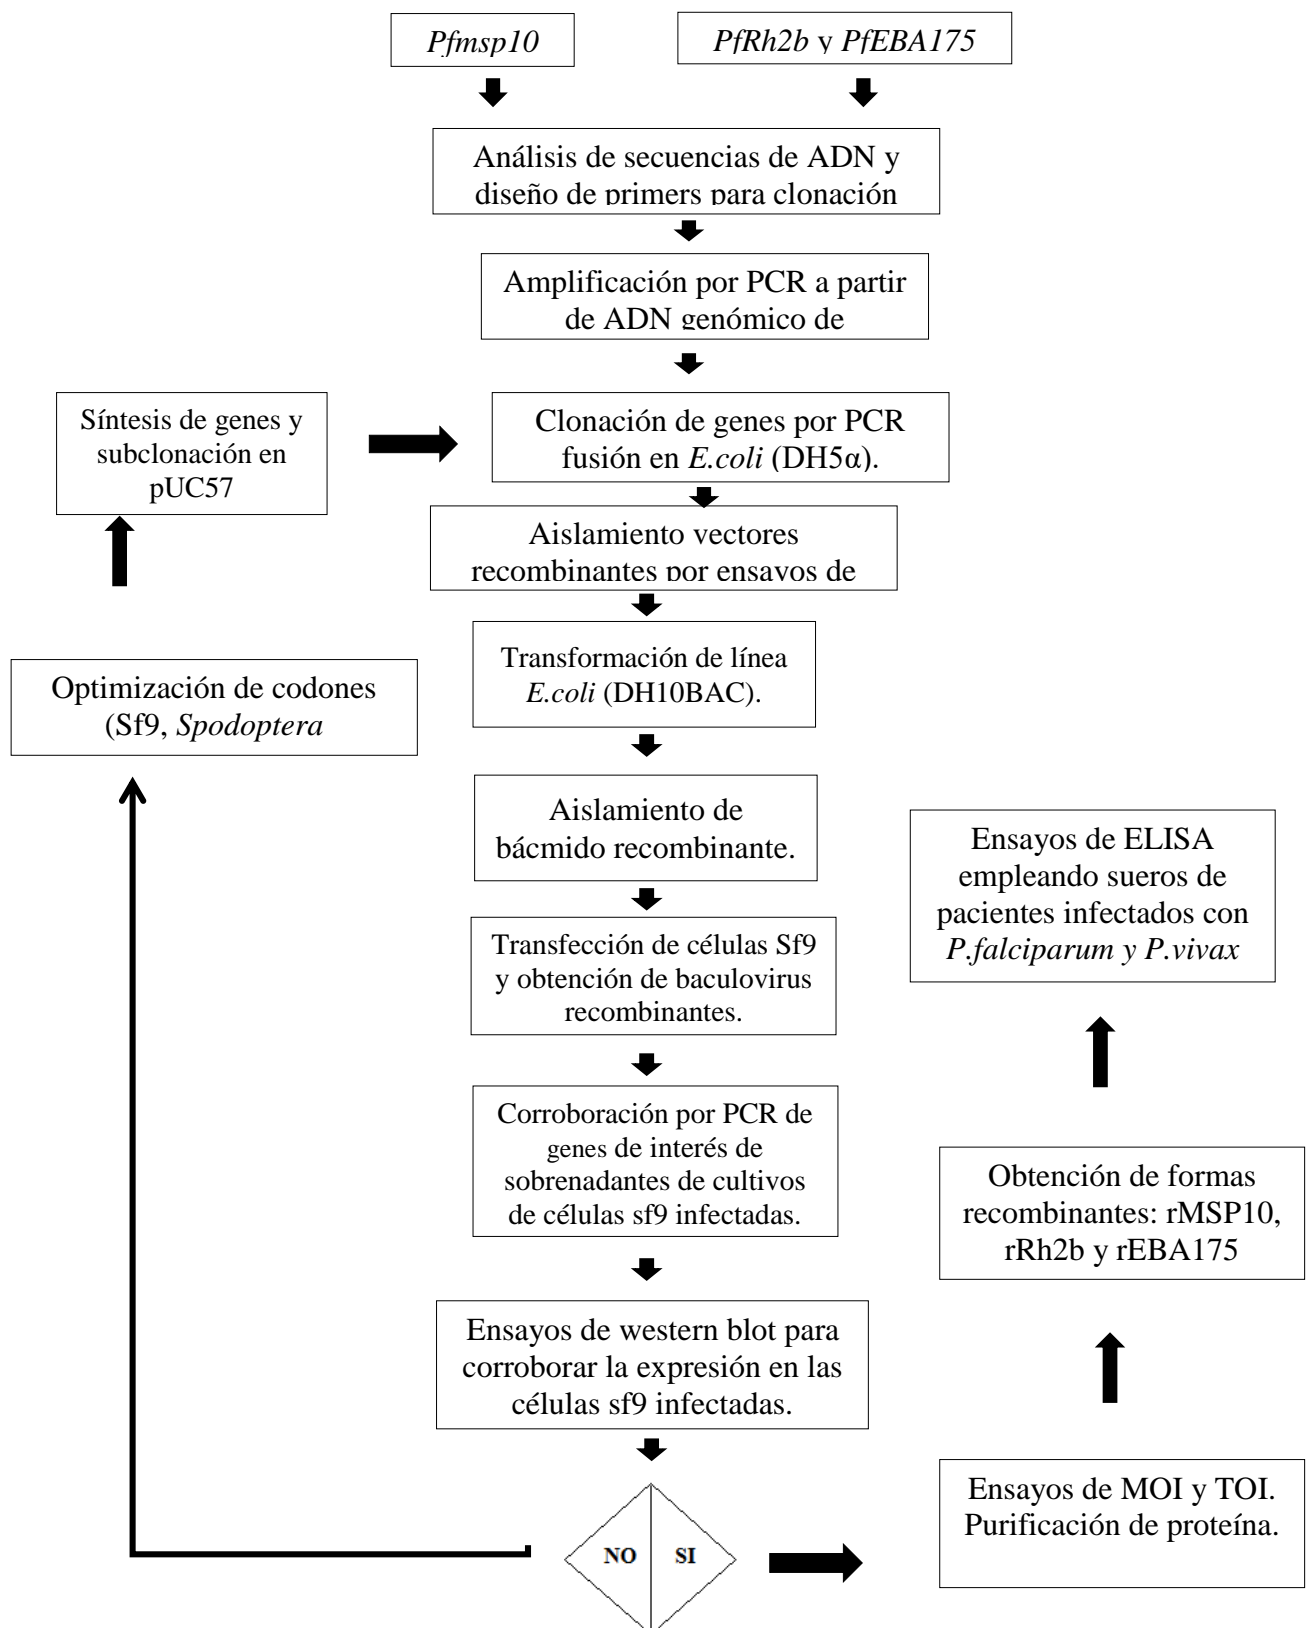 Pfmsp10
PfRh2b y PfEBA175
Análisis de secuencias de ADN y
diseño de primers para clonación
Amplificación por PCR a partir
de ADN genómico de
Síntesis de genes y
subclonación en
pUC57
Clonación de genes por PCR
fusión en E.coli (DH5α).
Aislamiento vectores
recombinantes por ensayos de
Transformación de línea
E.coli (DH10BAC).
Optimización de codones
(Sf9, Spodoptera
Aislamiento de
bácmido recombinante.
Ensayos de ELISA
empleando sueros de
pacientes infectados con
P.falciparum y P.vivax
Transfección de células Sf9
y obtención de baculovirus
recombinantes.
Corroboración por PCR de
genes de interés de
sobrenadantes de cultivos
de células sf9 infectadas.
Obtención de formas
recombinantes: rMSP10,
rRh2b y rEBA175
Ensayos de western blot para
corroborar la expresión en las
células sf9 infectadas.
Ensayos de MOI y TOI.
Purificación de proteína.
NO SI